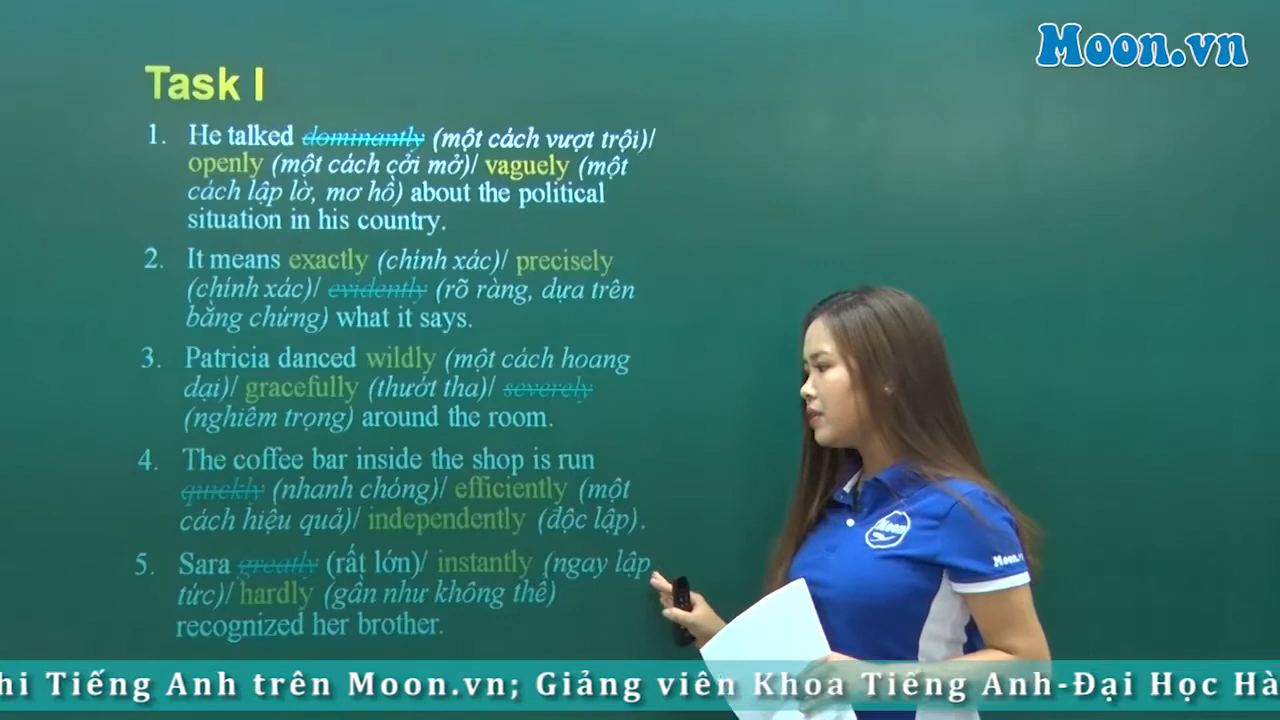 Moon.vn
Task I
1. He talked dominantly (một cách vượt trội)/
openly (một cách cởi mở)/ vaguely (một
cách lập lờ, mơ hồ) about the political
situation in his country.
2. It means exactly (chính xác)/ precisely
(chính xác)/ evidently (rõ ràng, dựa trên
bằng chứng) what it says.
3. Patricia danced wildly (một cách hoang
dại)/ gracefully (thướt tha)/ severely
(nghiêm trọng) around the room.
4. The coffee bar inside the shop is run
quickly (nhanh chóng)/ efficiently (một
cách hiệu quả)/ independently (độc lập).
5. Sara greatly (rất lớn)/ instantly (ngay lập
tức)/ hardly (gần như không thể)
recognized her brother.
Moon
Moon.v
hi Tiếng Anh trên Moon.vn; Giảng viên Khoa Tiếng Anh-Đại Học Hà